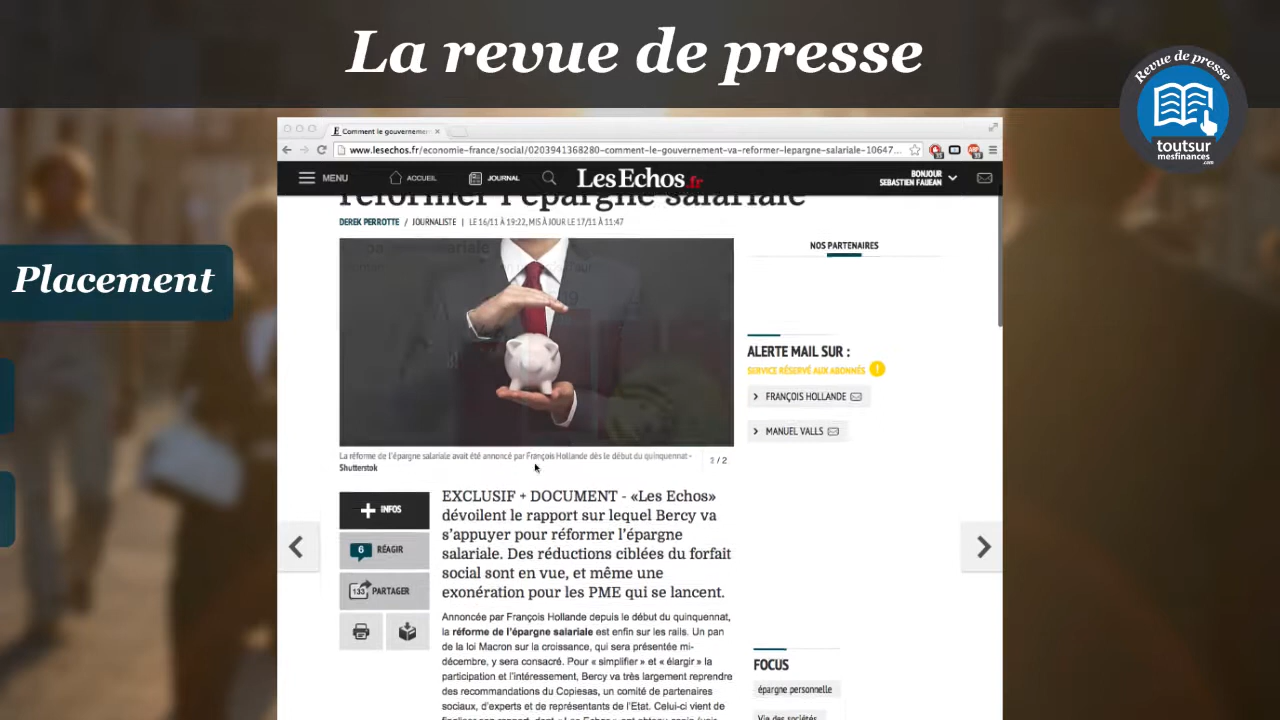 La revue de presse
Revue de presse
toutsur
mesfinances
.com
Placement
www.lesechos.fr/economie-france/social/0203941368280-comment-le-gouvernement-va-reformer-lepargne-salariale-10647...
MENU
ACCUEIL
JOURNAL
LesEchos.fr
BONJOUR
SEBASTIEN FAIJEAN
réformer l'épargne salariale
DEREK PERROTTE / JOURNALISTE | LE 16/11 À 19:22, MIS À JOUR LE 17/11 À 11:47
NOS PARTENAIRES
ALERTE MAIL SUR :
SERVICE RÉSERVÉ AUX ABONNÉS !
FRANÇOIS HOLLANDE
MANUEL VALLS
La réforme de l'épargne salariale avait été annoncé par François Hollande dès le début du quinquennat -
Shutterstok
/ 2
+ INFOS
6 RÉAGIR
133 PARTAGER
EXCLUSIF + DOCUMENT - «Les Echos»
dévoilent le rapport sur lequel Bercy va
s'appuyer pour réformer l'épargne
salariale. Des réductions ciblées du forfait
social sont en vue, et même une
exonération pour les PME qui se lancent.
Annoncée par François Hollande depuis le début du quinquennat,
la réforme de l'épargne salariale est enfin sur les rails. Un pan
de la loi Macron sur la croissance, qui sera présentée mi-
décembre, y sera consacré. Pour « simplifier » et « élargir » la
participation et l'intéressement, Bercy va très largement reprendre
des recommandations du Copiesas, un comité de partenaires
sociaux, d'experts et de représentants de l'Etat. Celui-ci vient de
FOCUS
épargne personnelle
Vie des sociétés